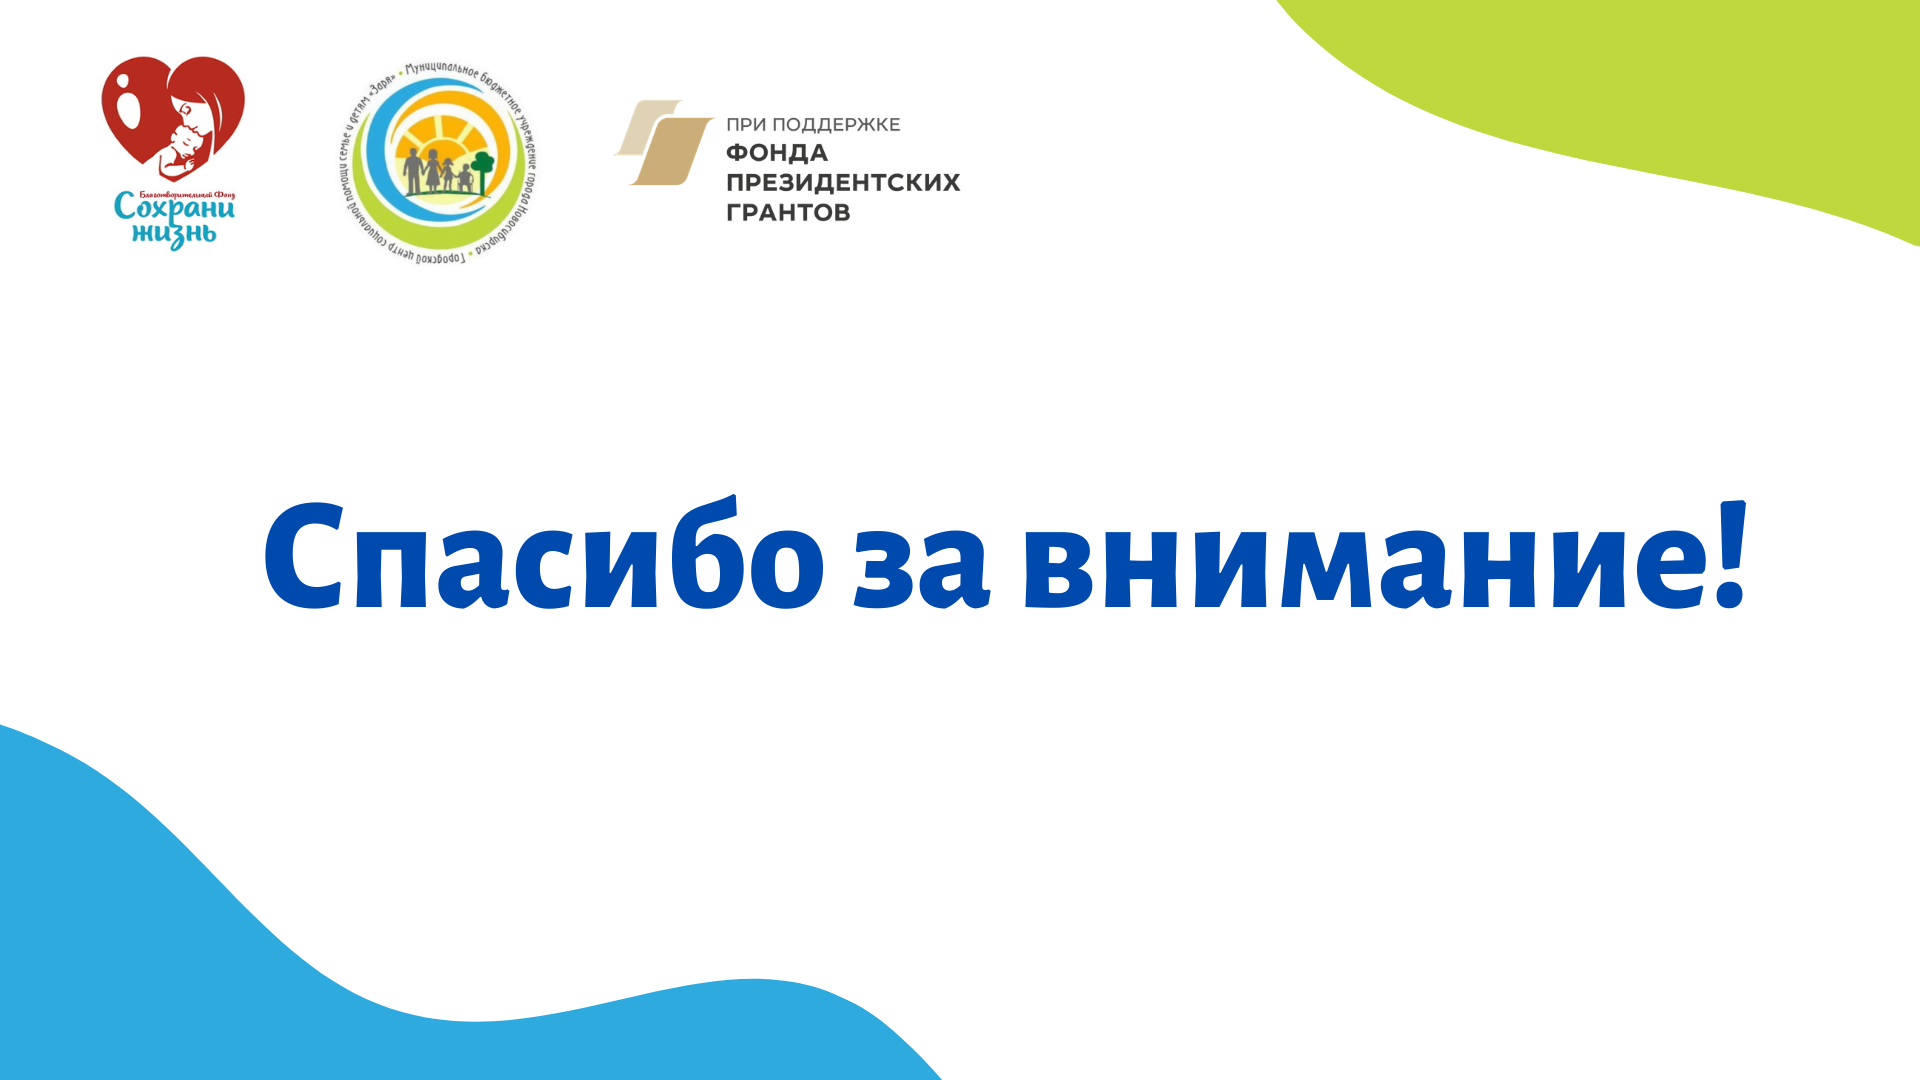 Благотворительный Фонд
Сохрани
жизнь
Муниципальное бюджетное учреждение города Новосибирска • Городской центр социальной помощи семье и детям «Заря» •
ПРИ ПОДДЕРЖКЕ
ФОНДА
ПРЕЗИДЕНТСКИХ
ГРАНТОВ
Спасибо за внимание!